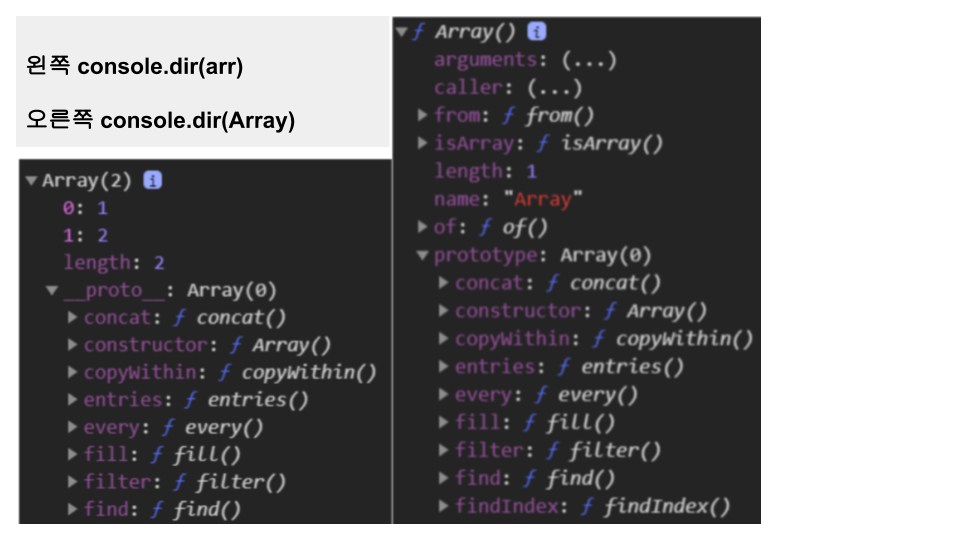 왼쪽 console.dir(arr)
오른쪽 console.dir(Array)
Array(2) i
0: 1
1: 2
length: 2
__proto__: Array(0)
concat: ƒ concat()
constructor: ƒ Array()
copyWithin: ƒ copyWithin()
entries: ƒ entries()
every: ƒ every()
fill: ƒ fill()
filter: ƒ filter()
find: ƒ find()
ƒ Array() i
arguments: (...)
caller: (...)
from: ƒ from()
isArray: ƒ isArray()
length: 1
name: "Array"
of: ƒ of()
prototype: Array(0)
concat: ƒ concat()
constructor: ƒ Array()
copyWithin: ƒ copyWithin()
entries: ƒ entries()
every: ƒ every()
fill: ƒ fill()
filter: ƒ filter()
find: ƒ find()
findIndex: ƒ findIndex()